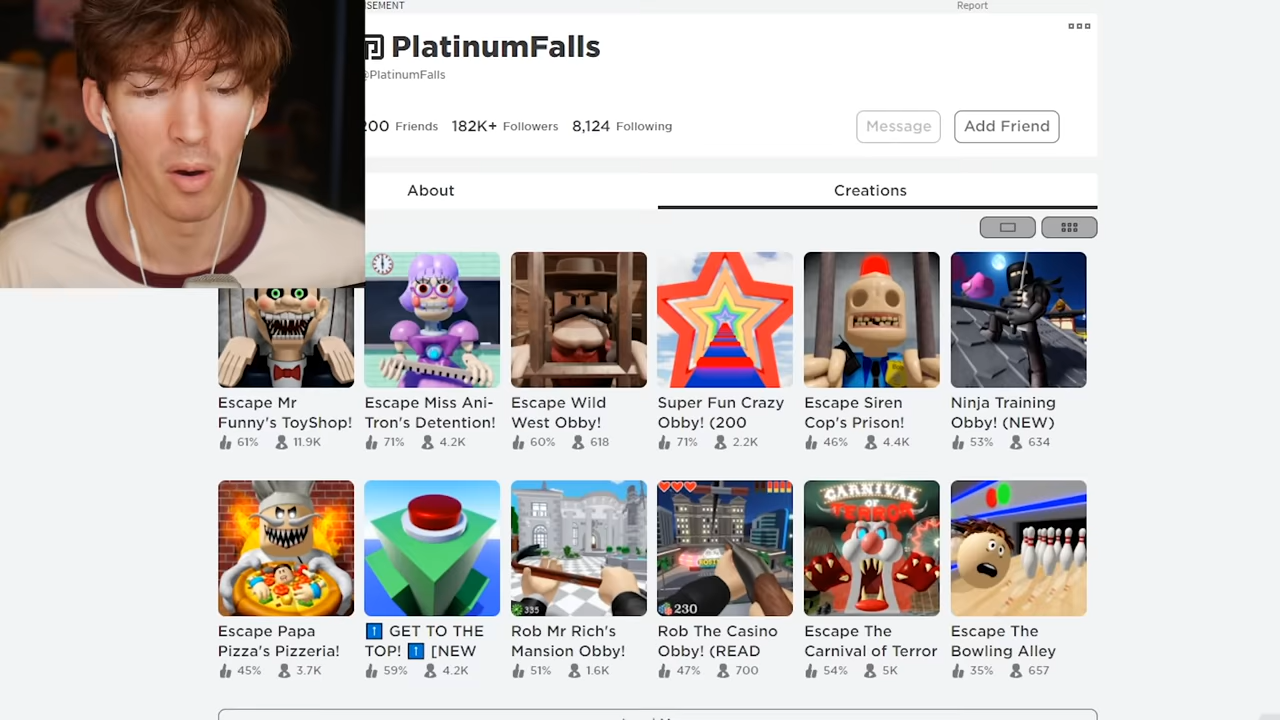 ISEMENT
Report
PlatinumFalls
@PlatinumFalls
200 Friends 182K+ Followers 8,124 Following
Message
Add Friend
About
Creations
Escape Mr
Funny's ToyShop!
61% 11.9K
Escape Miss Ani-
Tron's Detention!
71% 4.2K
Escape Wild
West Obby!
60% 618
Super Fun Crazy
Obby! (200
71% 2.2K
Escape Siren
Cop's Prison!
46% 4.4K
Ninja Training
Obby! (NEW)
53% 634
Escape Papa
Pizza's Pizzeria!
45% 3.7K
GET TO THE
TOP! [NEW
59% 4.2K
335
Rob Mr Rich's
Mansion Obby!
51% 1.6K
230
Rob The Casino
Obby! (READ
47% 700
CARNIVAL
OF
TERROR
Escape The
Carnival of Terror
54% 5K
Escape The
Bowling Alley
35% 657